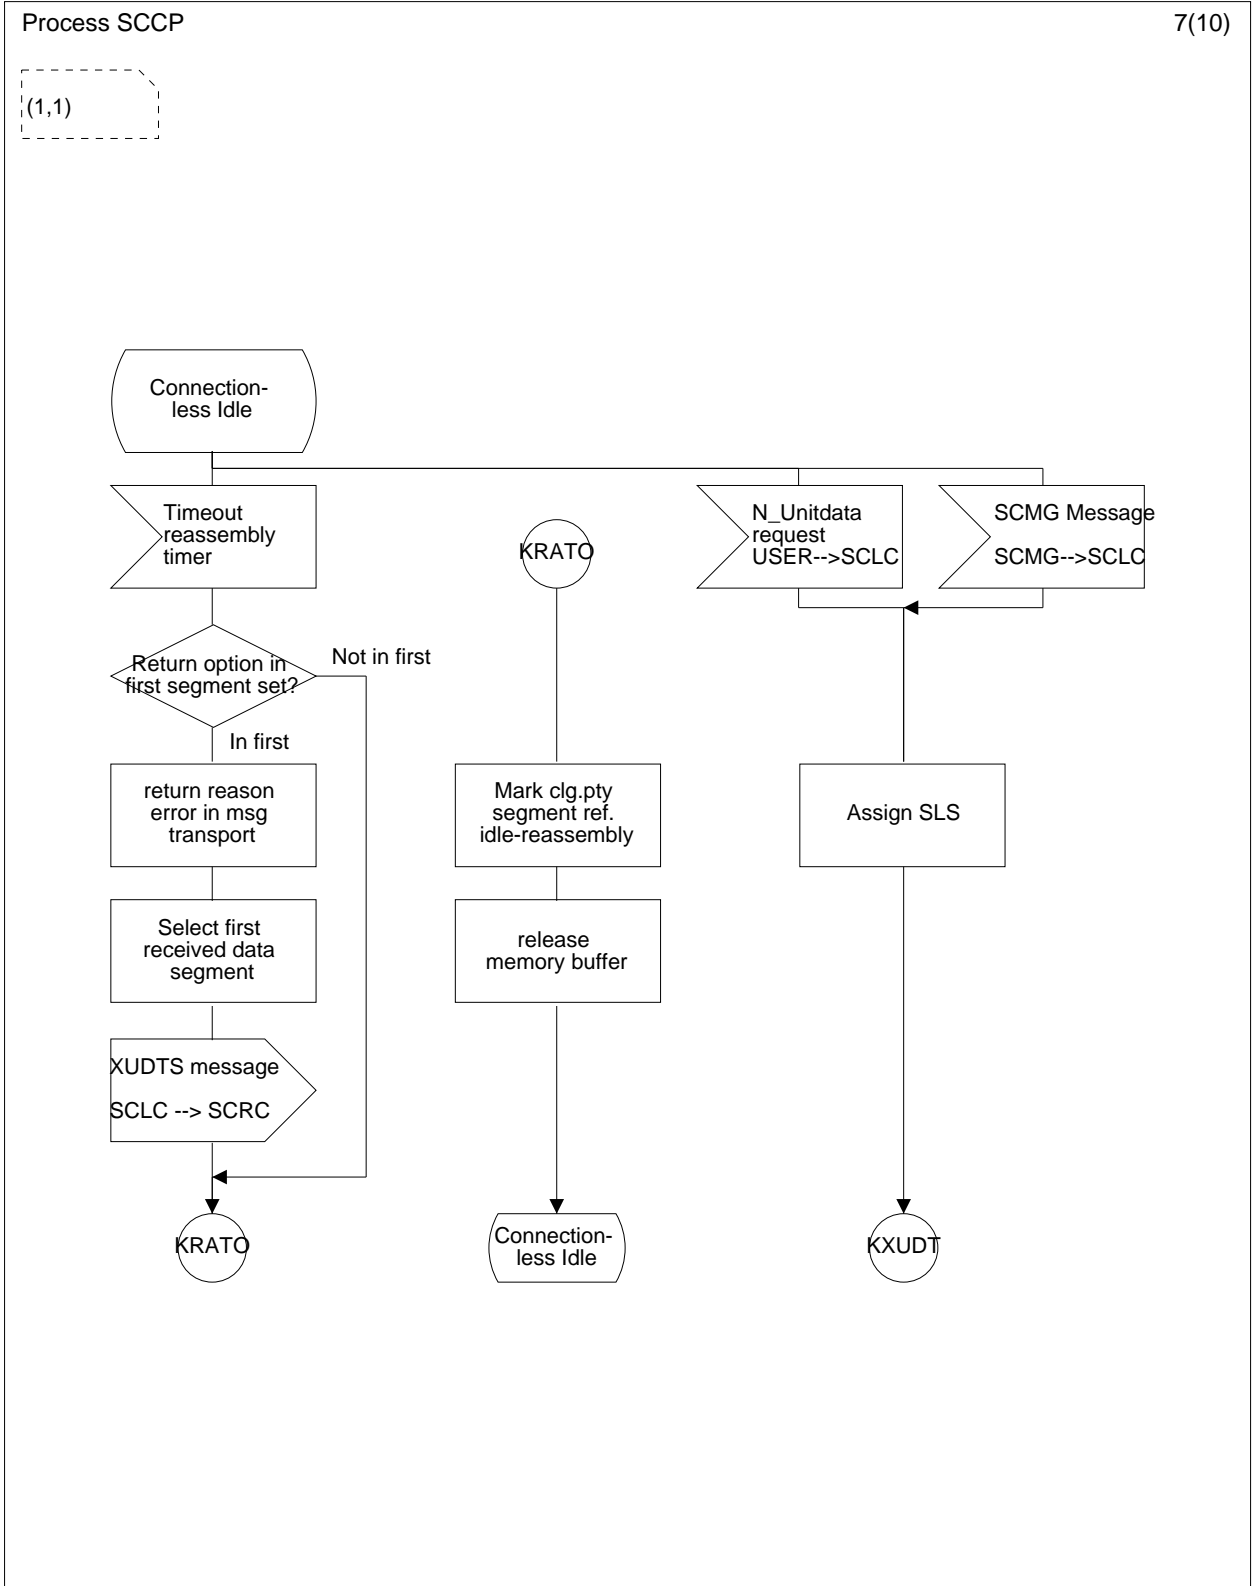 Process SCCP
7(10)
(1,1)
Connection-
less Idle
Timeout
reassembly
timer
KRATO
N_Unitdata
request
USER-->SCLC
SCMG Message
SCMG-->SCLC
Return option in
first segment set?
Not in first
In first
return reason
error in msg
transport
Mark clg.pty
segment ref.
idle-reassembly
Assign SLS
Select first
received data
segment
release
memory buffer
XUDTS message
SCLC --> SCRC
KRATO
Connection-
less Idle
KXUDT